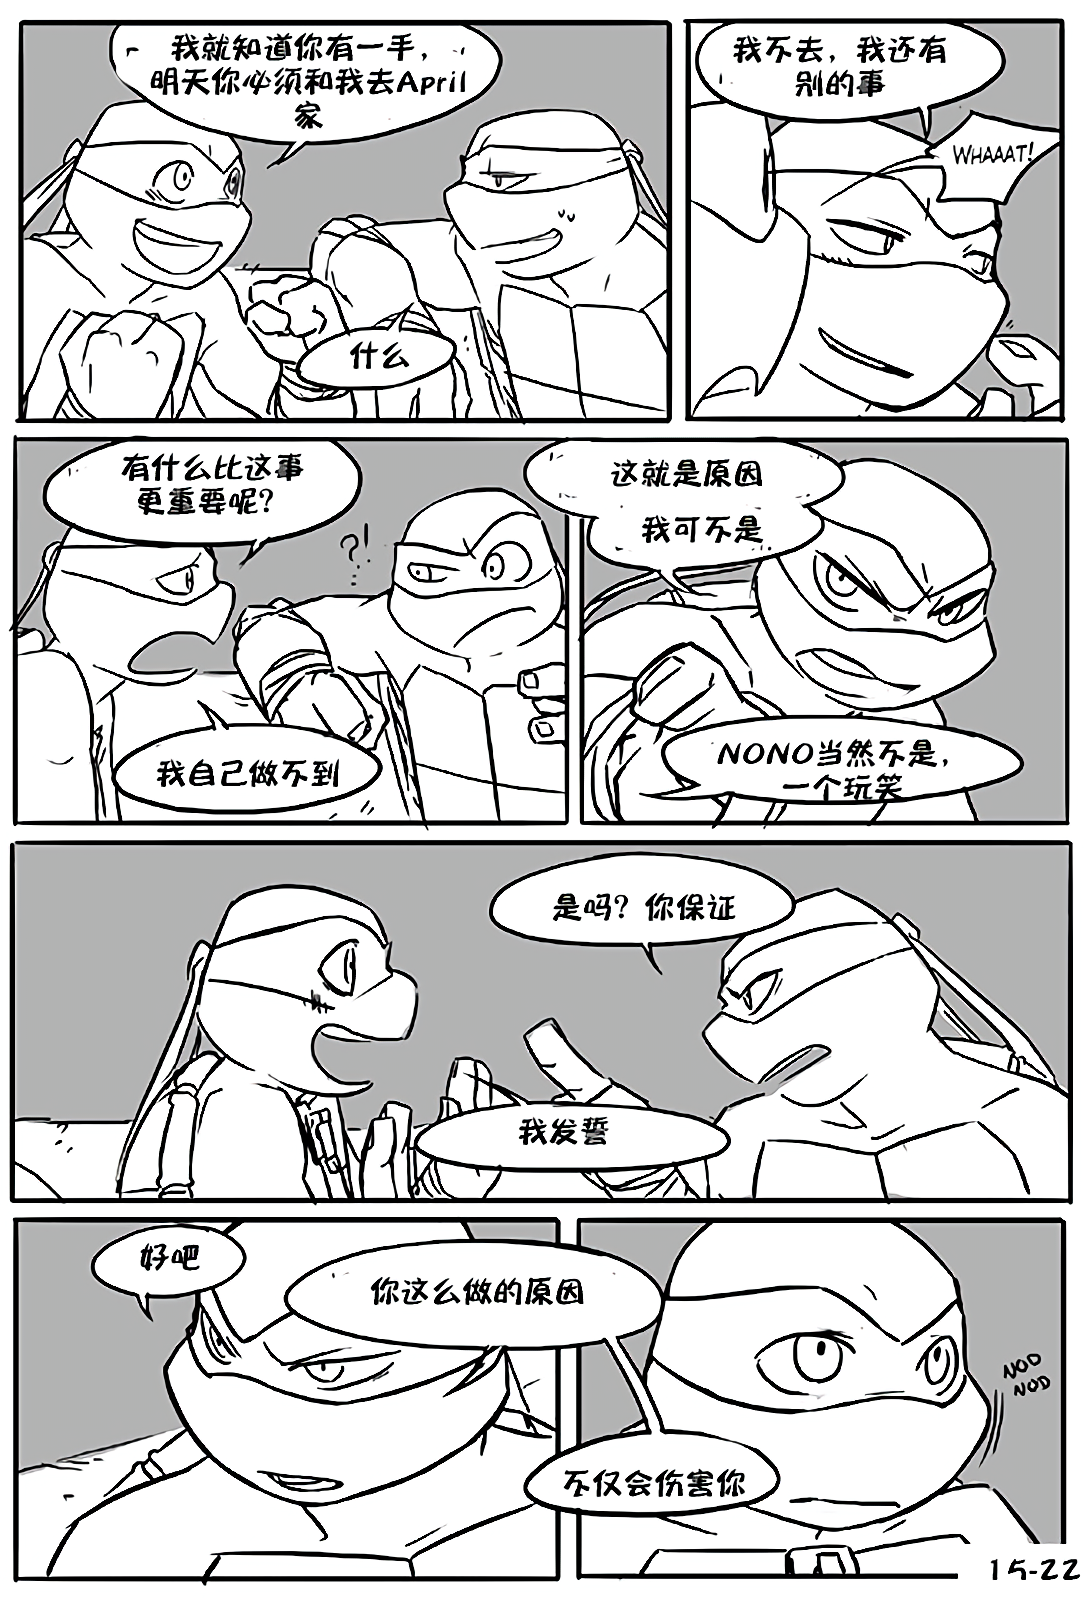 我就知道你有一手，
明天你必须和我去April
家
什么
我不去，我还有
别的事
WHAAAT!
有什么比这事
更重要呢？
?!
我自己做不到
这就是原因
我可不是
NONO当然不是，
一个玩笑
是吗？你保证
我发誓
好吧
你这么做的原因
不仅会伤害你
NOD
NOD
15-22